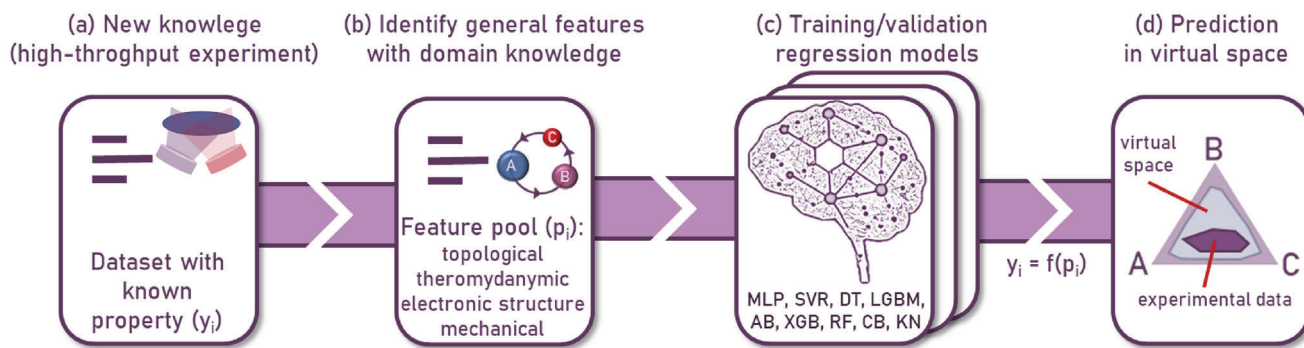 (a) New knowlege
(high-throghput experiment)
(b) Identify general features
with domain knowledge
(c) Training/validation
regression models
(d) Prediction
in virtual space
Dataset with
known
property (yᵢ)
A
B
C
Feature pool (pᵢ):
topological
theromydanymic
electronic structure
mechanical
MLP, SVR, DT, LGBM,
AB, XGB, RF, CB, KN
yᵢ = f(pᵢ)
virtual
space
B
A
C
experimental data